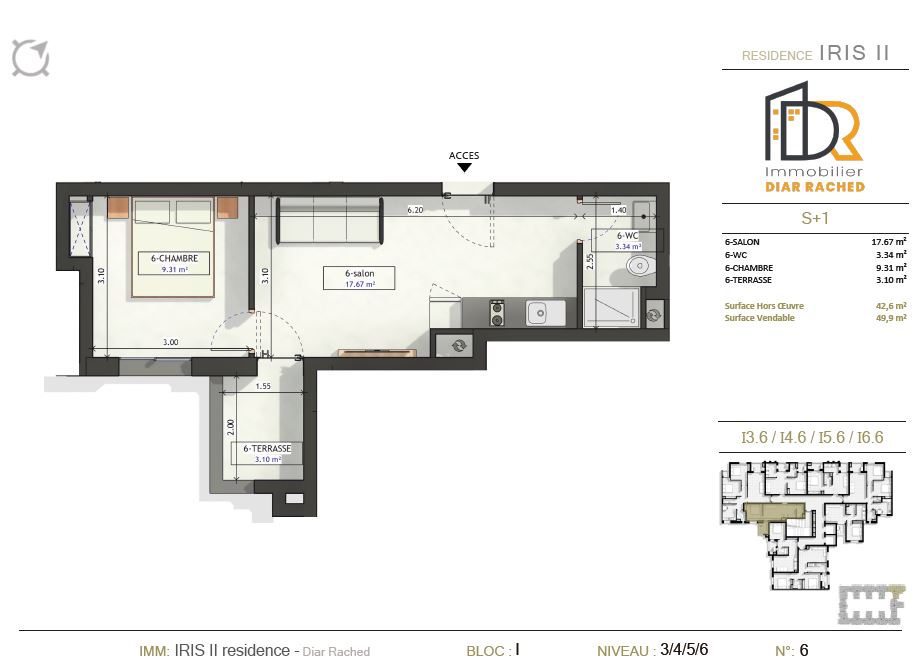 RESIDENCE IRIS II
DR
Immobilier
DIAR RACHED
S+1
6-SALON 17.67 m²
6-WC 3.34 m²
6-CHAMBRE 9.31 m²
6-TERRASSE 3.10 m²
Surface Hors Œuvre 42,6 m²
Surface Vendable 49,9 m²
ACCES
6.20
1.40
6-WC
3.34 m²
2.55
6-CHAMBRE
9.31 m²
3.10
3.10
6-salon
17.67 m²
3.00
1.55
2.00
6-TERRASSE
3.10 m²
I3.6 / I4.6 / I5.6 / I6.6
IMM: IRIS II residence - Diar Rached BLOC : I NIVEAU : 3/4/5/6 N°: 6